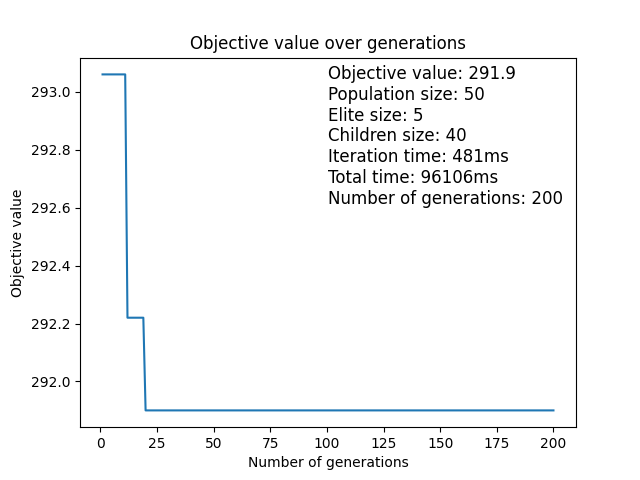 Objective value over generations
Objective value: 291.9
Population size: 50
Elite size: 5
Children size: 40
Iteration time: 481ms
Total time: 96106ms
Number of generations: 200
Objective value
293.0
292.8
292.6
292.4
292.2
292.0
0 25 50 75 100 125 150 175 200
Number of generations